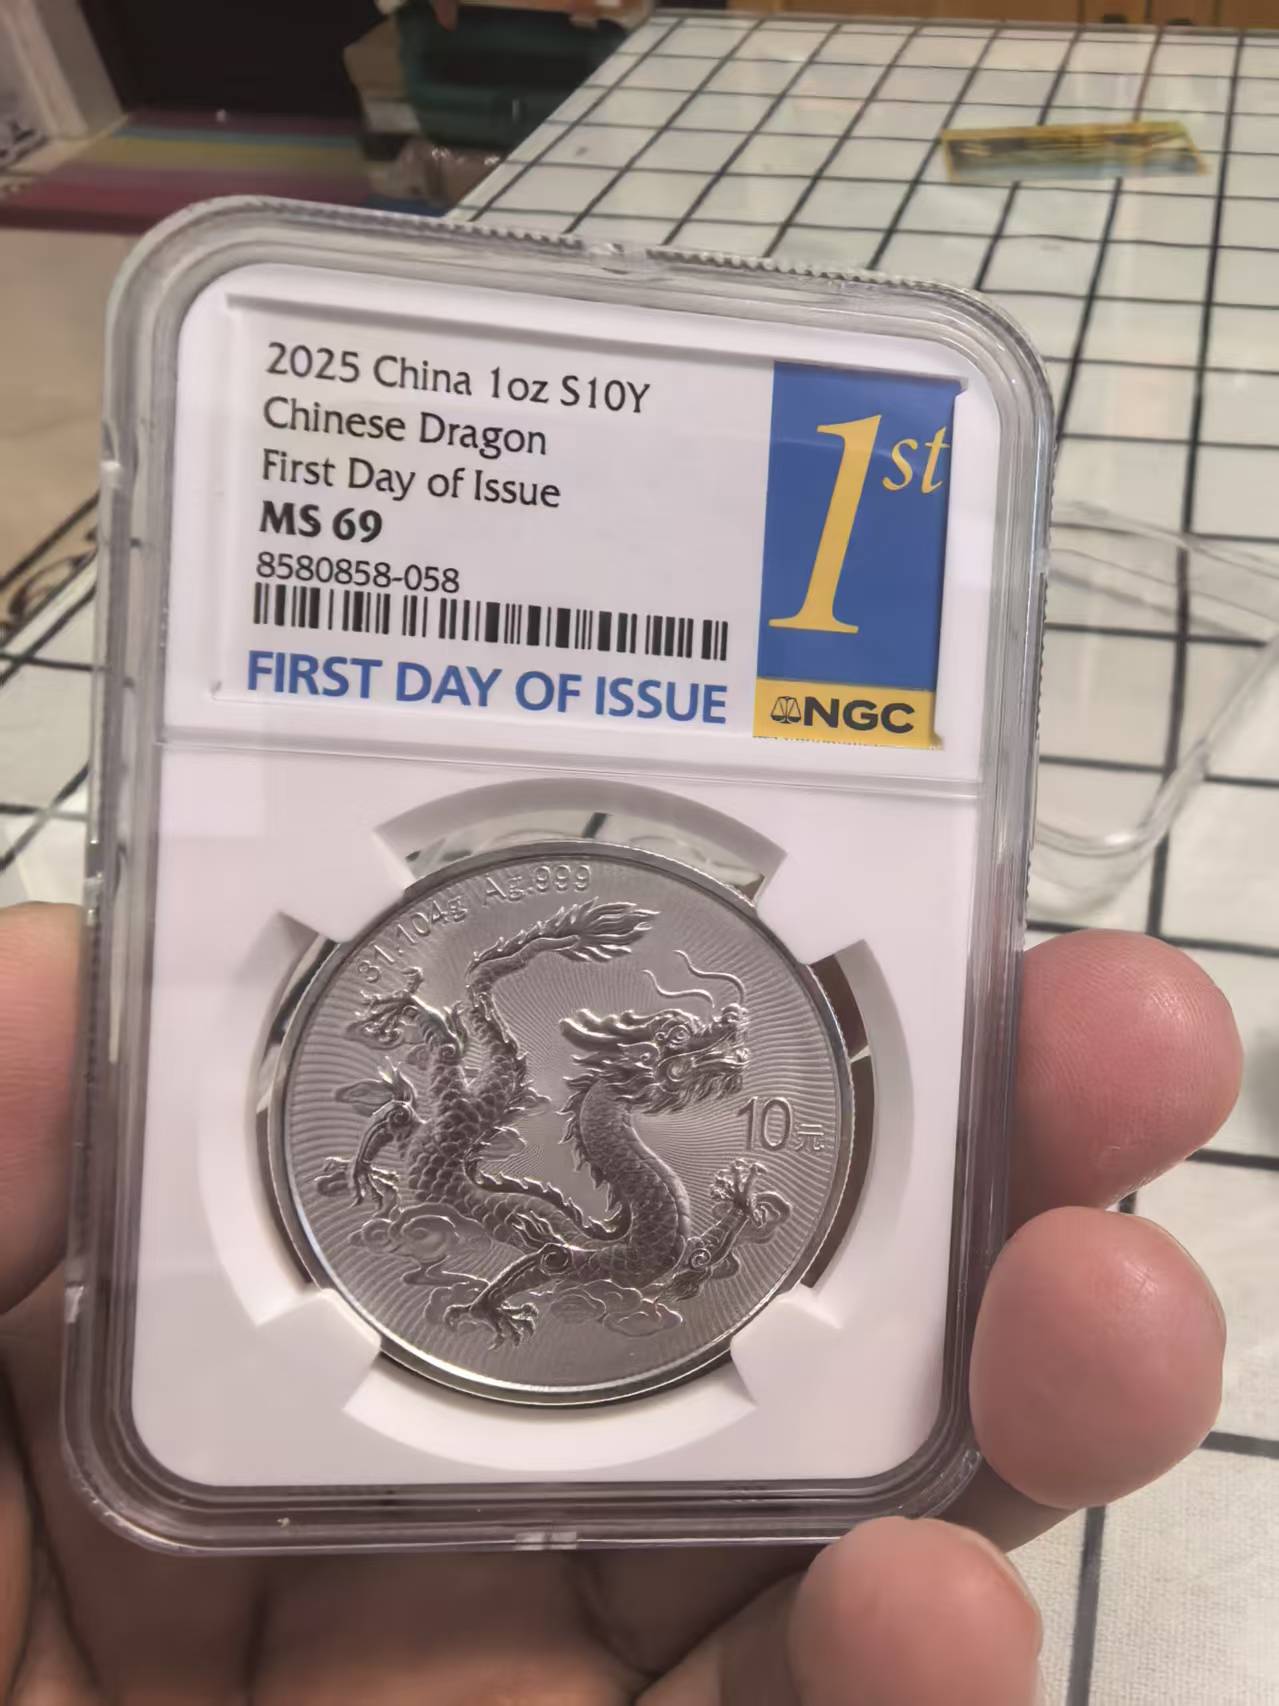 2025 China 1oz S10Y
Chinese Dragon
First Day of Issue
MS 69
8580858-058
FIRST DAY OF ISSUE
1st
NGC
31.104g Ag.999
10元